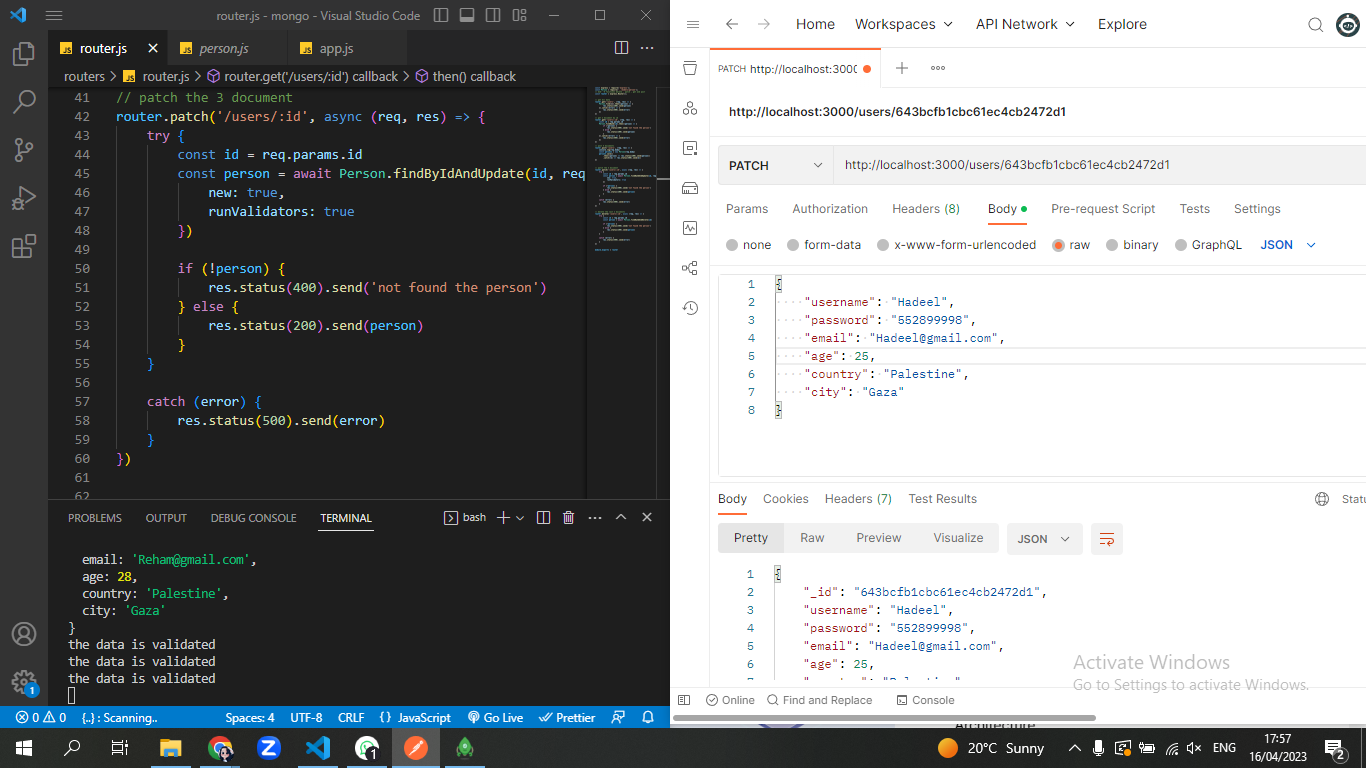 router.js - mongo - Visual Studio Code
router.js
person.js
app.js
routers > router.js > router.get('/users/:id') callback > then() callback
41 // patch the 3 document
42 router.patch('/users/:id', async (req, res) => {
43 try {
44 const id = req.params.id
45 const person = await Person.findByIdAndUpdate(id, req
46 new: true,
47 runValidators: true
48 })
49
50 if (!person) {
51 res.status(400).send('not found the person')
52 } else {
53 res.status(200).send(person)
54 }
55 }
56
57 catch (error) {
58 res.status(500).send(error)
59 }
60 })
61
62
PROBLEMS OUTPUT DEBUG CONSOLE TERMINAL bash
email: 'Reham@gmail.com',
age: 28,
country: 'Palestine',
city: 'Gaza'
}
the data is validated
the data is validated
the data is validated
1
0 0 {..} : Scanning.. Spaces: 4 UTF-8 CRLF {} JavaScript Go Live Prettier
Home Workspaces API Network Explore
PATCH http://localhost:3000
http://localhost:3000/users/643bcfb1cbc61ec4cb2472d1
PATCH http://localhost:3000/users/643bcfb1cbc61ec4cb2472d1
Params Authorization Headers (8) Body Pre-request Script Tests Settings
none form-data x-www-form-urlencoded raw binary GraphQL JSON
1 {
2 "username": "Hadeel",
3 "password": "552899998",
4 "email": "Hadeel@gmail.com",
5 "age": 25,
6 "country": "Palestine",
7 "city": "Gaza"
8 }
Body Cookies Headers (7) Test Results
Pretty Raw Preview Visualize JSON
1 {
2 "_id": "643bcfb1cbc61ec4cb2472d1",
3 "username": "Hadeel",
4 "password": "552899998",
5 "email": "Hadeel@gmail.com",
6 "age": 25,
Activate Windows
Go to Settings to activate Windows.
Online Find and Replace Console
1
20°C Sunny
ENG
17:57
16/04/2023
2